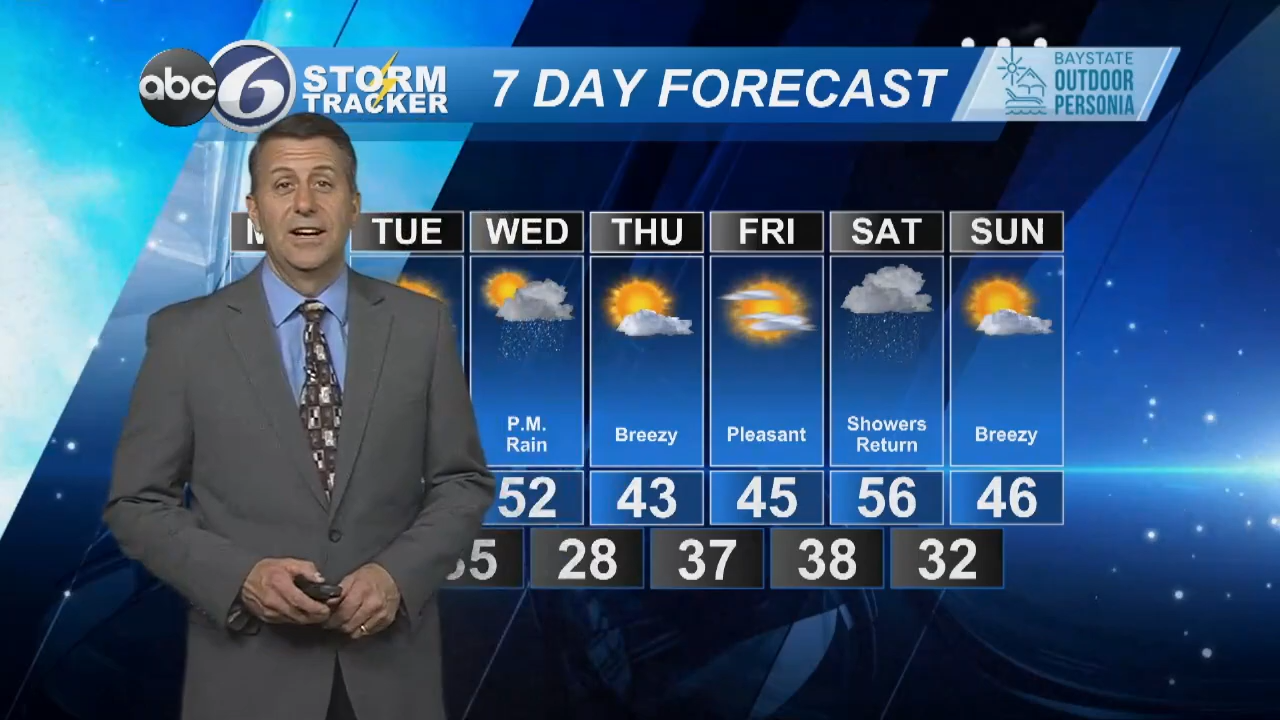 abc 6 STORM TRACKER
7 DAY FORECAST
BAYSTATE
OUTDOOR
PERSONIA
TUE WED THU FRI SAT SUN
P.M.
Rain
Breezy
Pleasant
Showers
Return
Breezy
52 43 45 56 46
28 37 38 32